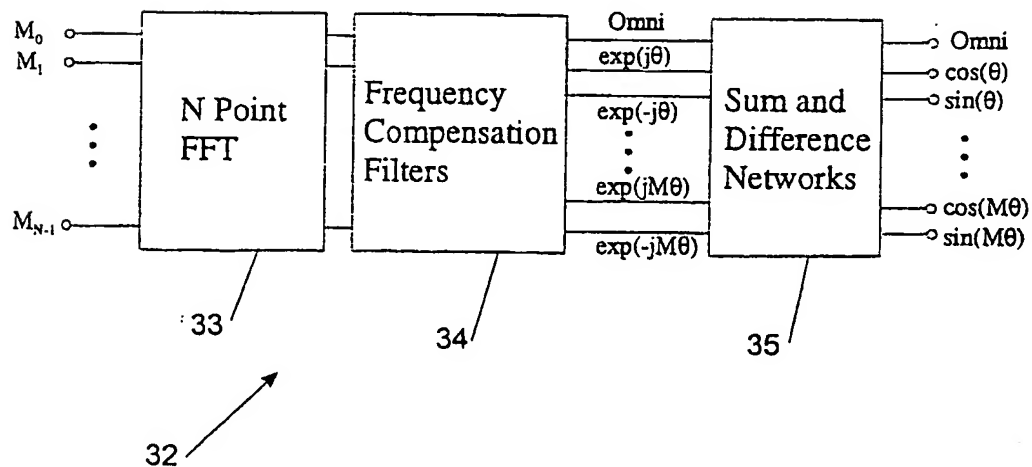 M₀
M₁
M_{N-1}
N Point
FFT
Frequency
Compensation
Filters
Omni
exp(jθ)
exp(-jθ)
exp(jMθ)
exp(-jMθ)
Sum and
Difference
Networks
Omni
cos(θ)
sin(θ)
cos(Mθ)
sin(Mθ)
33
34
35
32